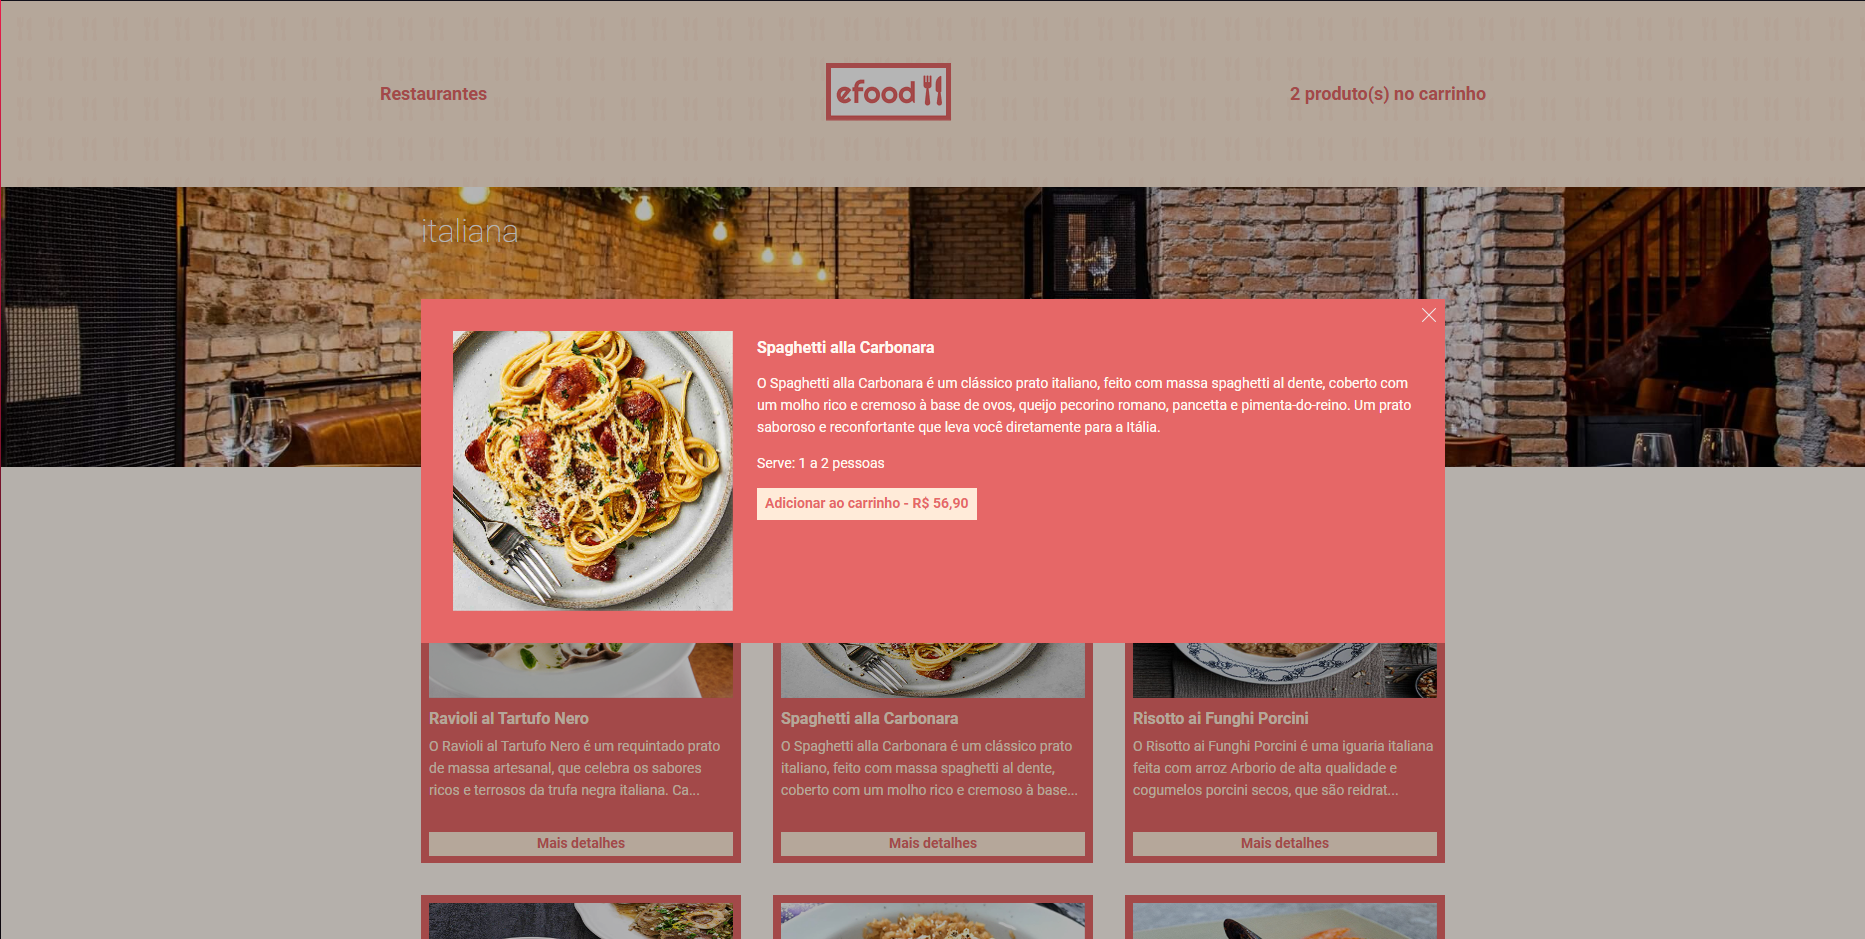 Restaurantes
efood
2 produto(s) no carrinho
italiana
Spaghetti alla Carbonara
O Spaghetti alla Carbonara é um clássico prato italiano, feito com massa spaghetti al dente, coberto com
um molho rico e cremoso à base de ovos, queijo pecorino romano, pancetta e pimenta-do-reino. Um prato
saboroso e reconfortante que leva você diretamente para a Itália.
Serve: 1 a 2 pessoas
Adicionar ao carrinho - R$ 56,90
Ravioli al Tartufo Nero
O Ravioli al Tartufo Nero é um requintado prato
de massa artesanal, que celebra os sabores
ricos e terrosos da trufa negra italiana. Ca...
Mais detalhes
Spaghetti alla Carbonara
O Spaghetti alla Carbonara é um clássico prato
italiano, feito com massa spaghetti al dente,
coberto com um molho rico e cremoso à base...
Mais detalhes
Risotto ai Funghi Porcini
O Risotto ai Funghi Porcini é uma iguaria italiana
feita com arroz Arborio de alta qualidade e
cogumelos porcini secos, que são reidrat...
Mais detalhes